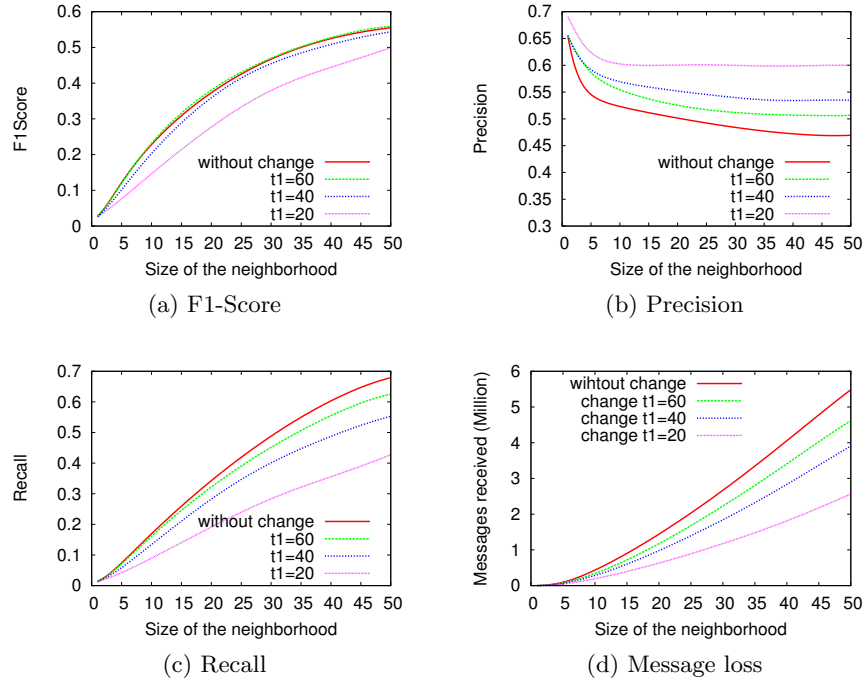 0.6
0.5
0.4
0.3
0.2
0.1
0
F1Score
without change
t1=60
t1=40
t1=20
0 5 10 15 20 25 30 35 40 45 50
Size of the neighborhood
(a) F1-Score
0.7
0.65
0.6
0.55
0.5
0.45
0.4
0.35
0.3
Precision
without change
t1=60
t1=40
t1=20
0 5 10 15 20 25 30 35 40 45 50
Size of the neighborhood
(b) Precision
0.7
0.6
0.5
0.4
0.3
0.2
0.1
0
Recall
without change
t1=60
t1=40
t1=20
0 5 10 15 20 25 30 35 40 45 50
Size of the neighborhood
(c) Recall
6
5
4
3
2
1
0
Messages received (Million)
wihtout change
change t1=60
change t1=40
change t1=20
0 5 10 15 20 25 30 35 40 45 50
Size of the neighborhood
(d) Message loss